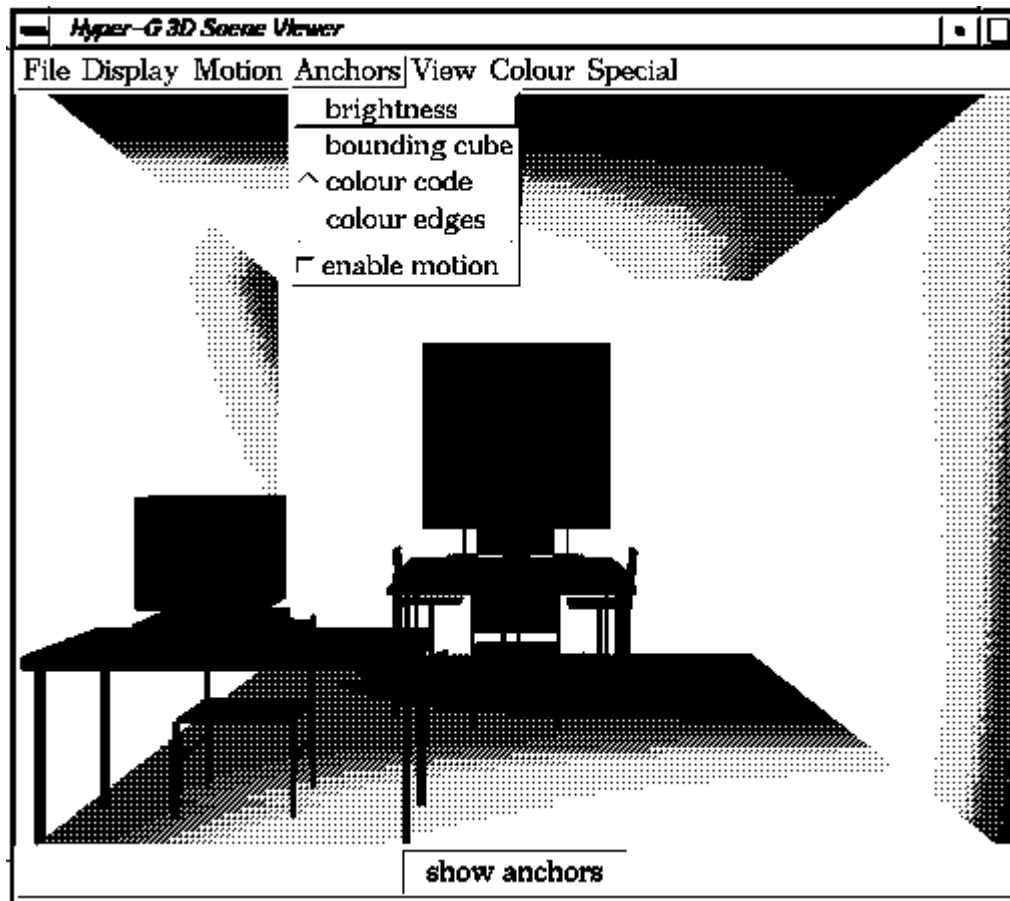 Hyper-G 3D Scene Viewer
File Display Motion Anchors View Colour Special
brightness
bounding cube
colour code
colour edges
enable motion
show anchors